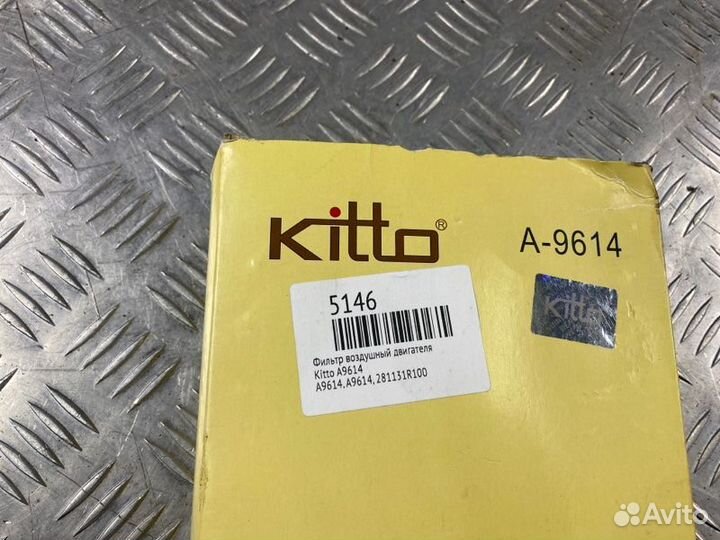 Kitto®
A-9614
Kitto
5146
Фильтр воздушный двигателя
Kitto A9614
A9614,A9614,281131R100
Avito